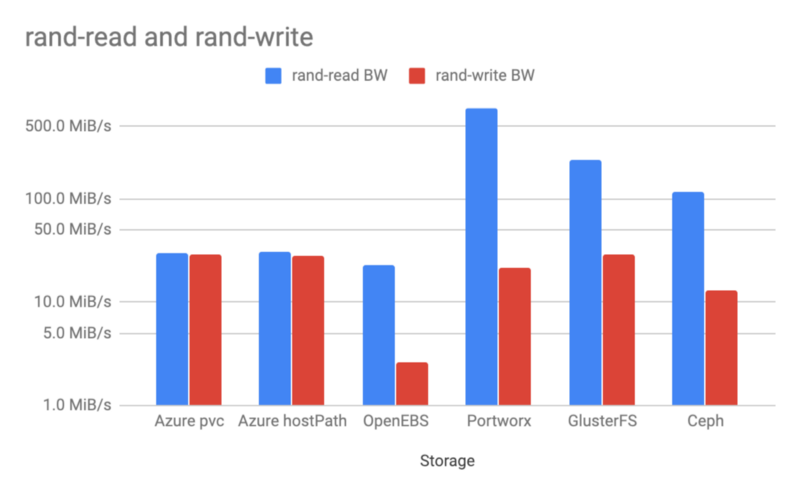 rand-read and rand-write
rand-read BW rand-write BW
500.0 MiB/s
100.0 MiB/s
50.0 MiB/s
10.0 MiB/s
5.0 MiB/s
1.0 MiB/s
Azure pvc Azure hostPath OpenEBS Portworx GlusterFS Ceph
Storage